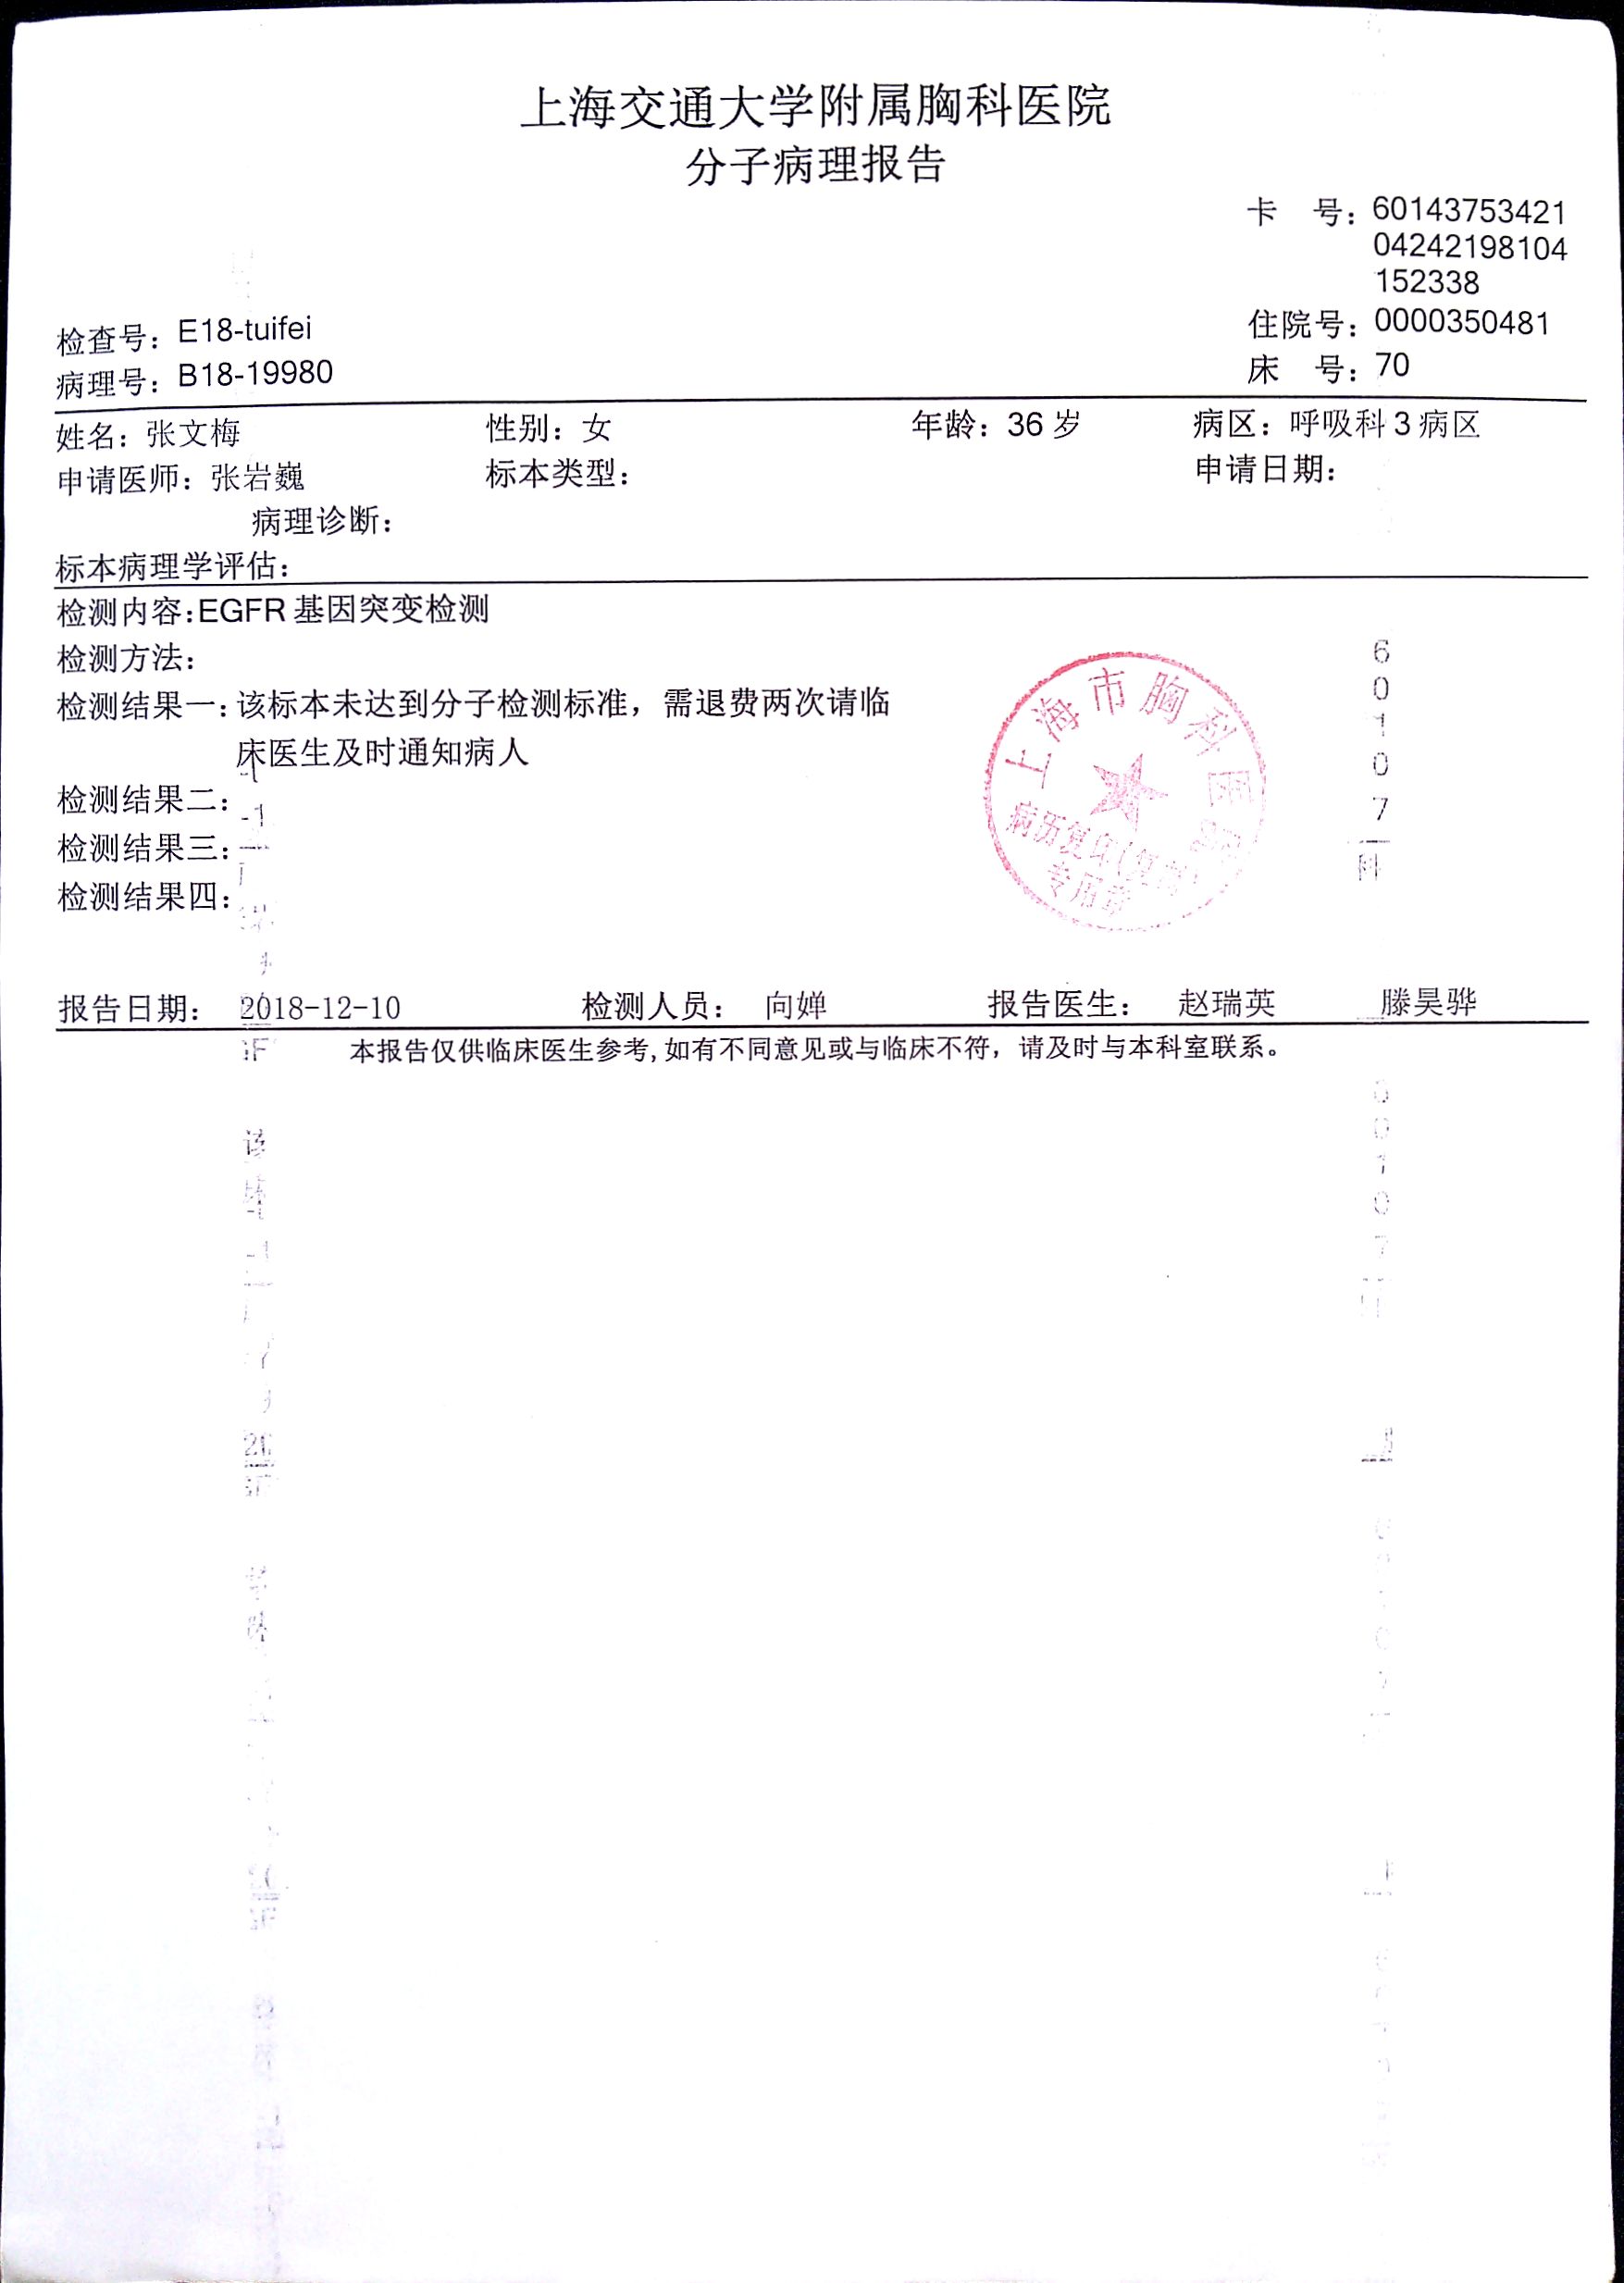 上海交通大学附属胸科医院
分子病理报告
卡 号：60143753421
04242198104
152338
检查号：E18-tuifei
住院号：0000350481
病理号：B18-19980
床 号：70
姓名：张文梅 性别：女 年龄：36 岁 病区：呼吸科 3 病区
申请医师：张岩巍 标本类型： 申请日期：
病理诊断：
标本病理学评估：
检测内容:EGFR 基因突变检测
检测方法：
检测结果一：该标本未达到分子检测标准，需退费两次请临
床医生及时通知病人
检测结果二：
检测结果三：
检测结果四：
上海市胸科医院
病历复印(复制)
专用章
6
0
1
0
7
报告日期： 2018-12-10 检测人员： 向婵 报告医生： 赵瑞英 滕昊骅
本报告仅供临床医生参考,如有不同意见或与临床不符，请及时与本科室联系。